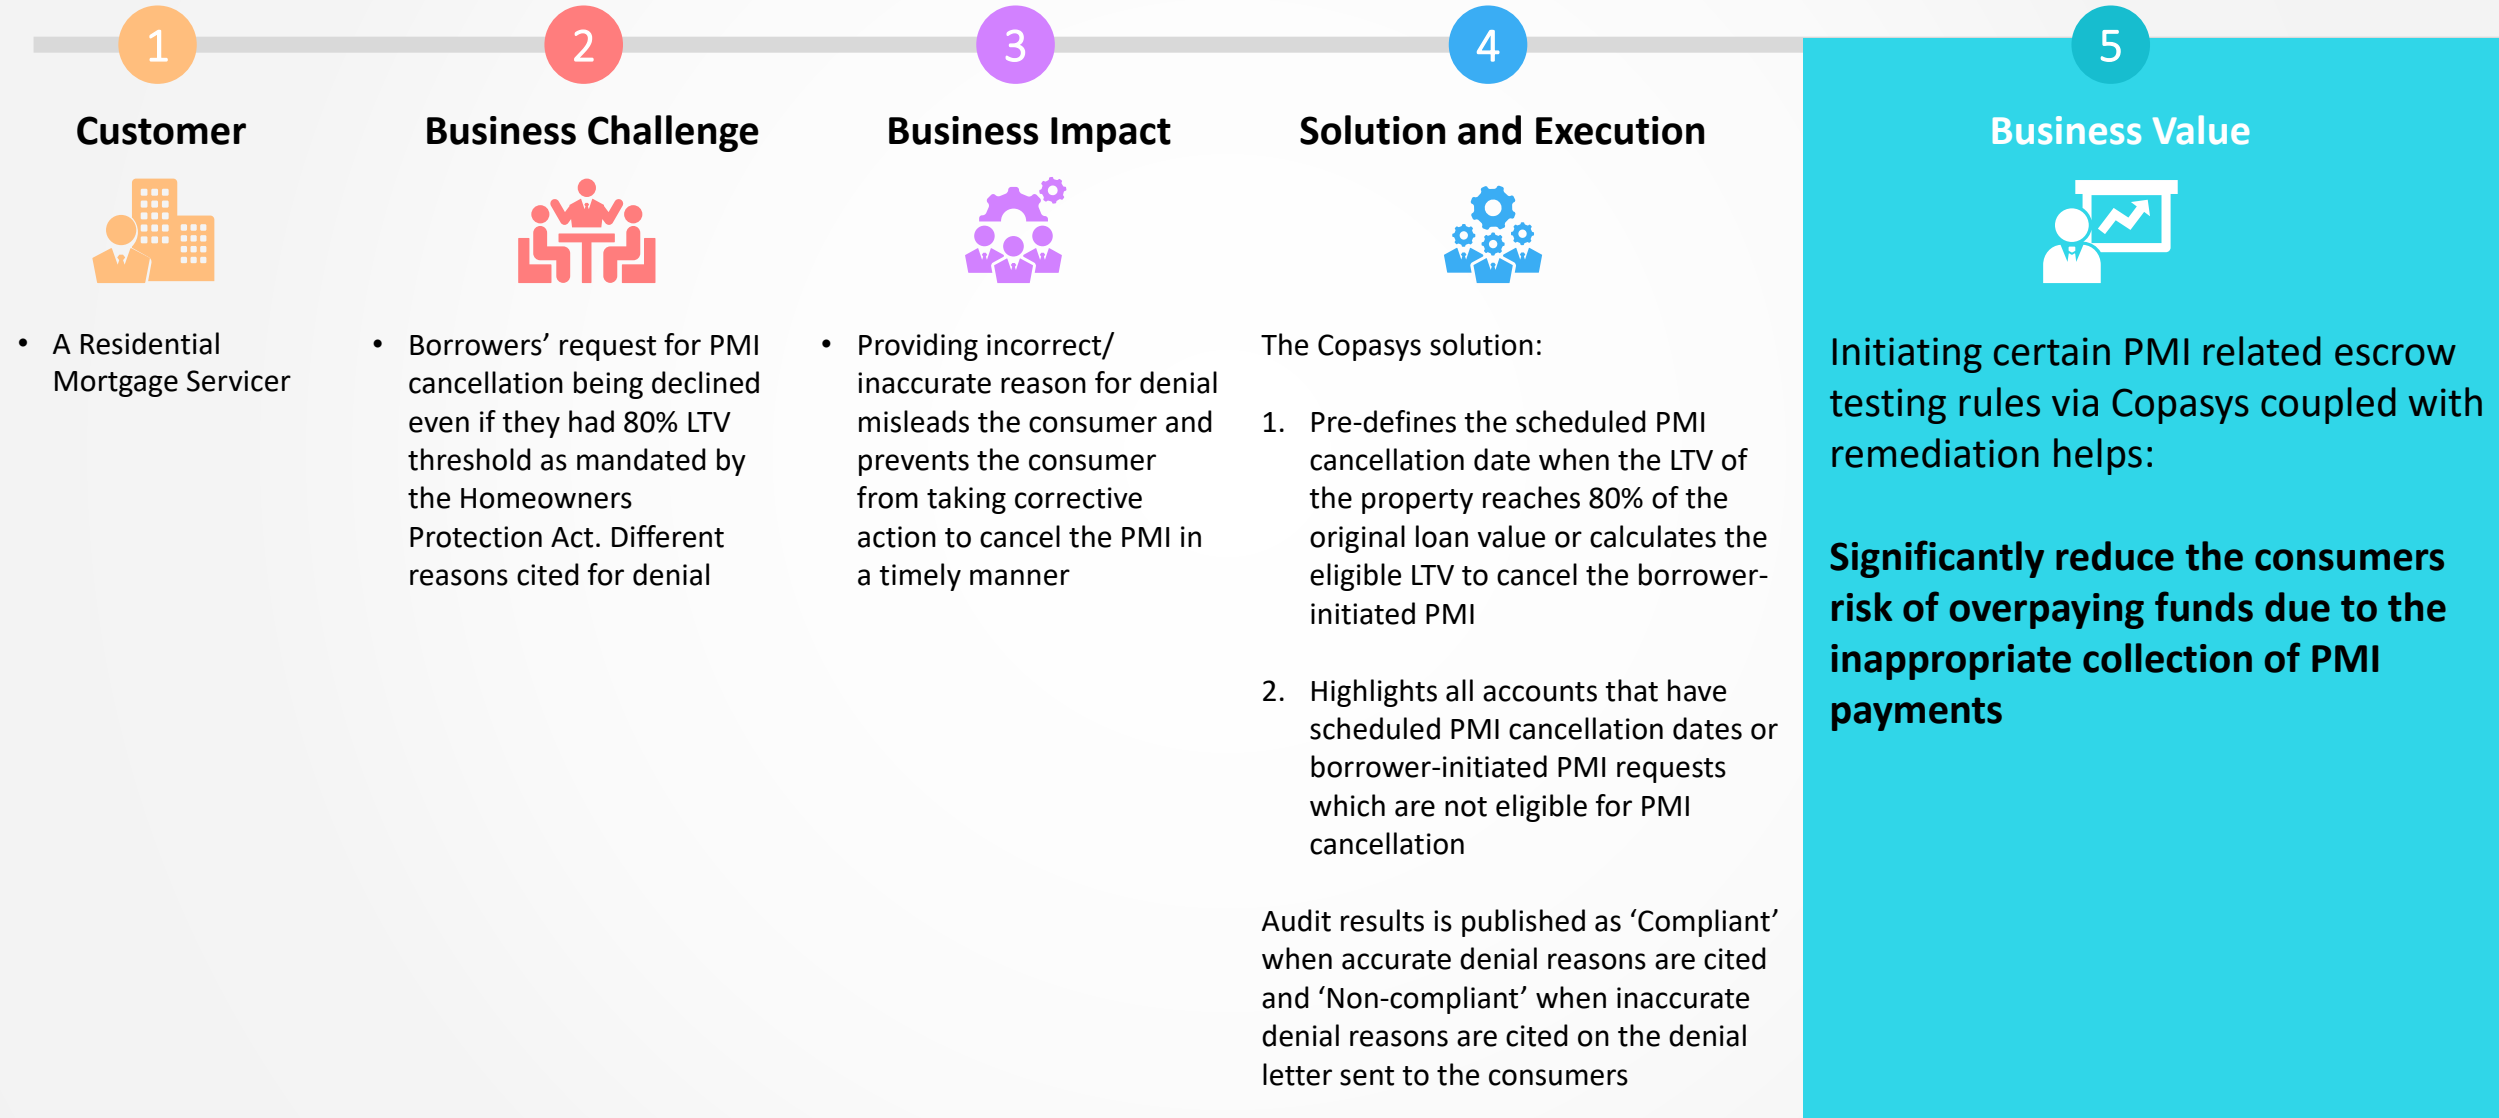 1
Customer
• A Residential
Mortgage Servicer
2
Business Challenge
• Borrowers’ request for PMI
cancellation being declined
even if they had 80% LTV
threshold as mandated by
the Homeowners
Protection Act. Different
reasons cited for denial
3
Business Impact
• Providing incorrect/
inaccurate reason for denial
misleads the consumer and
prevents the consumer
from taking corrective
action to cancel the PMI in
a timely manner
4
Solution and Execution
The Copasys solution:
1. Pre-defines the scheduled PMI
cancellation date when the LTV of
the property reaches 80% of the
original loan value or calculates the
eligible LTV to cancel the borrower-
initiated PMI
2. Highlights all accounts that have
scheduled PMI cancellation dates or
borrower-initiated PMI requests
which are not eligible for PMI
cancellation
Audit results is published as ‘Compliant’
when accurate denial reasons are cited
and ‘Non-compliant’ when inaccurate
denial reasons are cited on the denial
letter sent to the consumers
5
Business Value
Initiating certain PMI related escrow
testing rules via Copasys coupled with
remediation helps:
Significantly reduce the consumers
risk of overpaying funds due to the
inappropriate collection of PMI
payments